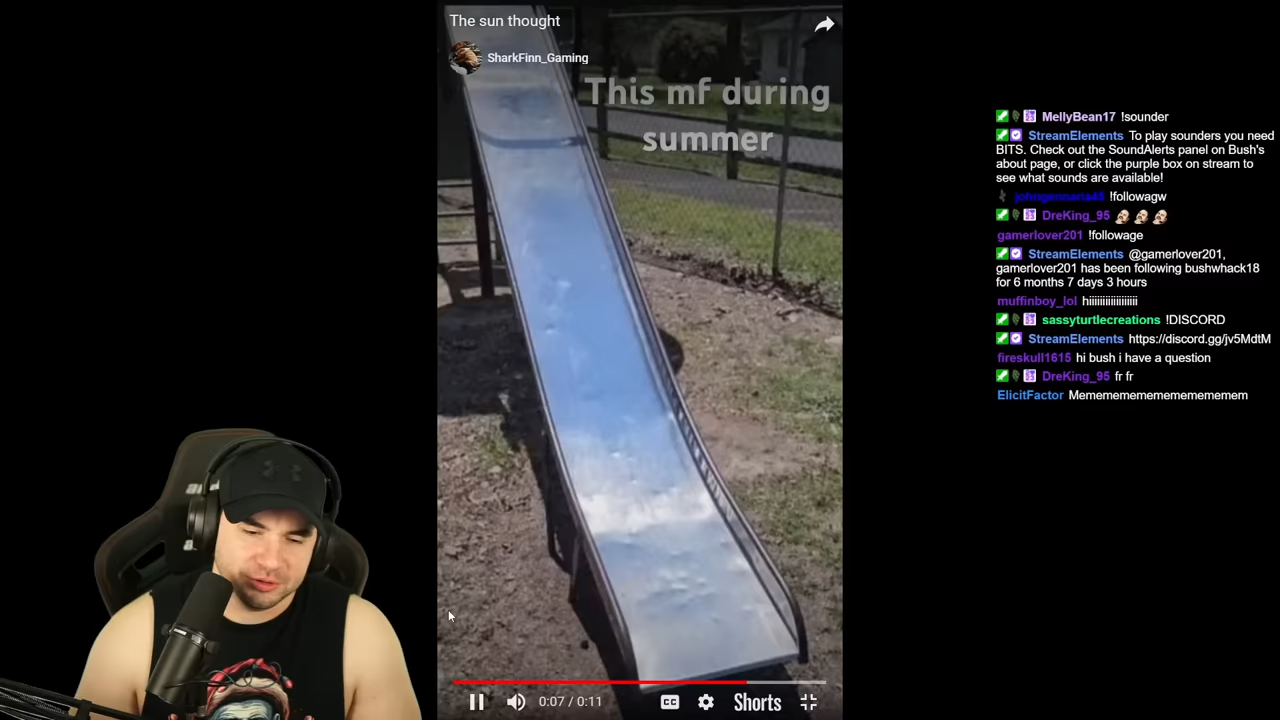 The sun thought
SharkFinn_Gaming
This mf during
summer
0:07 / 0:11
CC
Shorts
MellyBean17 !sounder
StreamElements To play sounders you need
BITS. Check out the SoundAlerts panel on Bush's
about page, or click the purple box on stream to
see what sounds are available!
!followagw
DreKing_95
gamerlover201 !followage
StreamElements @gamerlover201,
gamerlover201 has been following bushwhack18
for 6 months 7 days 3 hours
muffinboy_lol hiiiiiiiiiiiiiiiiii
sassyturtlecreations !DISCORD
StreamElements https://discord.gg/jv5MdtM
fireskull1615 hi bush i have a question
DreKing_95 fr fr
ElicitFactor Memememememememememem